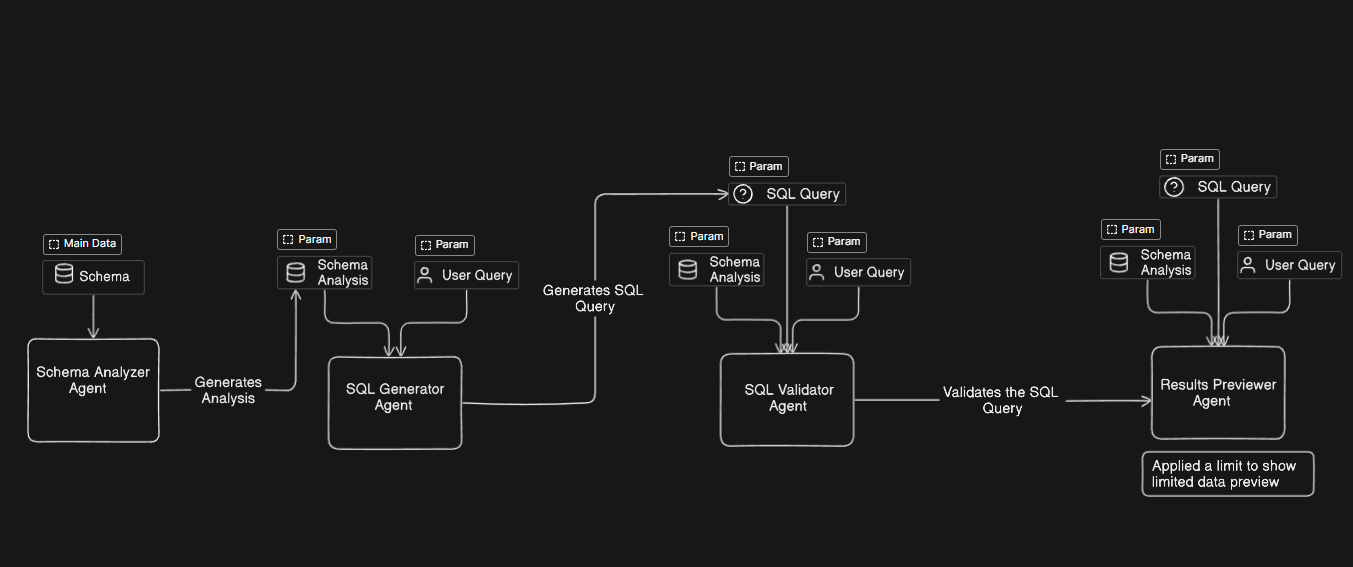 Main Data
Schema
Schema Analyzer
Agent
Generates
Analysis
Param
Schema
Analysis
Param
User Query
SQL Generator
Agent
Generates SQL
Query
Param
SQL Query
Param
Schema
Analysis
Param
User Query
SQL Validator
Agent
Validates the SQL
Query
Param
SQL Query
Param
Schema
Analysis
Param
User Query
Results Previewer
Agent
Applied a limit to show
limited data preview